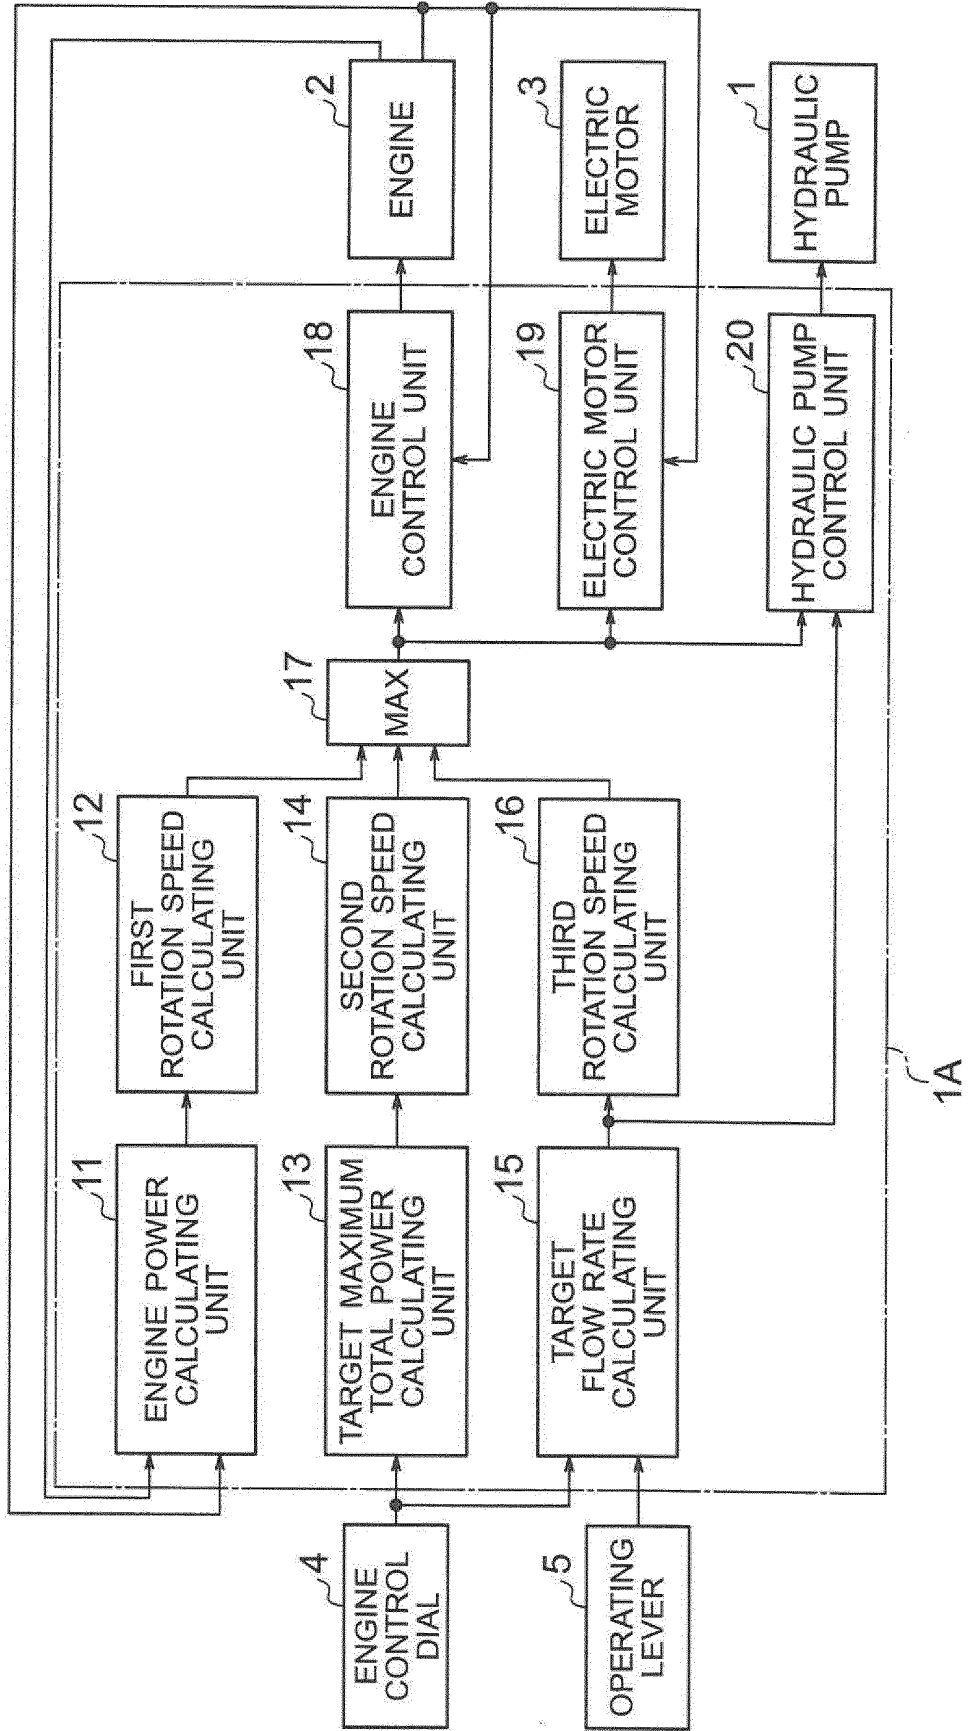 4
ENGINE
CONTROL
DIAL
5
OPERATING
LEVER
11
ENGINE POWER
CALCULATING
UNIT
13
TARGET MAXIMUM
TOTAL POWER
CALCULATING
UNIT
15
TARGET
FLOW RATE
CALCULATING
UNIT
12
FIRST
ROTATION SPEED
CALCULATING
UNIT
14
SECOND
ROTATION SPEED
CALCULATING
UNIT
16
THIRD
ROTATION SPEED
CALCULATING
UNIT
17
MAX
18
ENGINE
CONTROL UNIT
19
ELECTRIC MOTOR
CONTROL UNIT
20
HYDRAULIC PUMP
CONTROL UNIT
2
ENGINE
3
ELECTRIC
MOTOR
1
HYDRAULIC
PUMP
1A